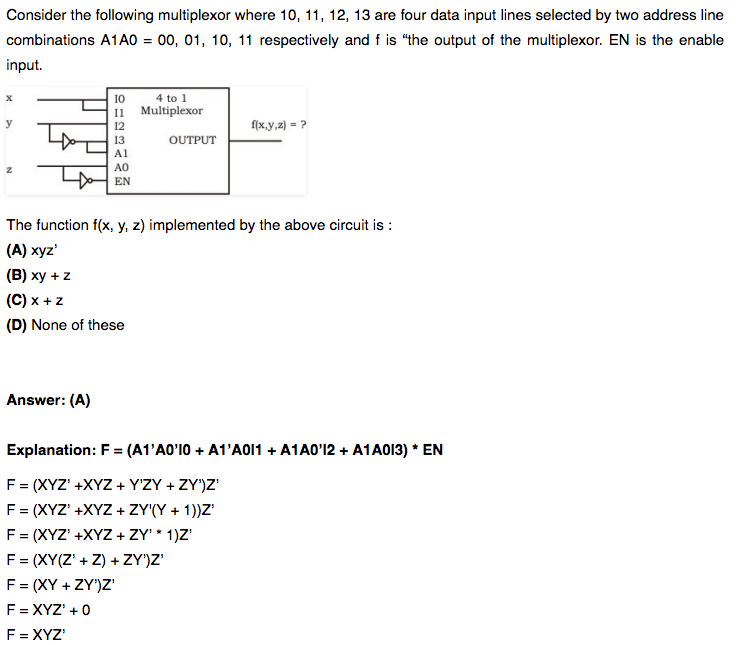 Consider the following multiplexor where 10, 11, 12, 13 are four data input lines selected by two address line
combinations A1A0 = 00, 01, 10, 11 respectively and f is “the output of the multiplexor. EN is the enable
input.
x
y
z
I0
I1
I2
I3
A1
A0
EN
4 to 1
Multiplexor
OUTPUT
f(x,y,z) = ?
The function f(x, y, z) implemented by the above circuit is :
(A) xyz’
(B) xy + z
(C) x + z
(D) None of these
Answer: (A)
Explanation: F = (A1’A0’I0 + A1’A0I1 + A1A0’I2 + A1A0I3) * EN
F = (XYZ’ +XYZ + Y’ZY + ZY’)Z’
F = (XYZ’ +XYZ + ZY’(Y + 1))Z’
F = (XYZ’ +XYZ + ZY’ * 1)Z’
F = (XY(Z’ + Z) + ZY’)Z’
F = (XY + ZY’)Z’
F = XYZ’ + 0
F = XYZ’